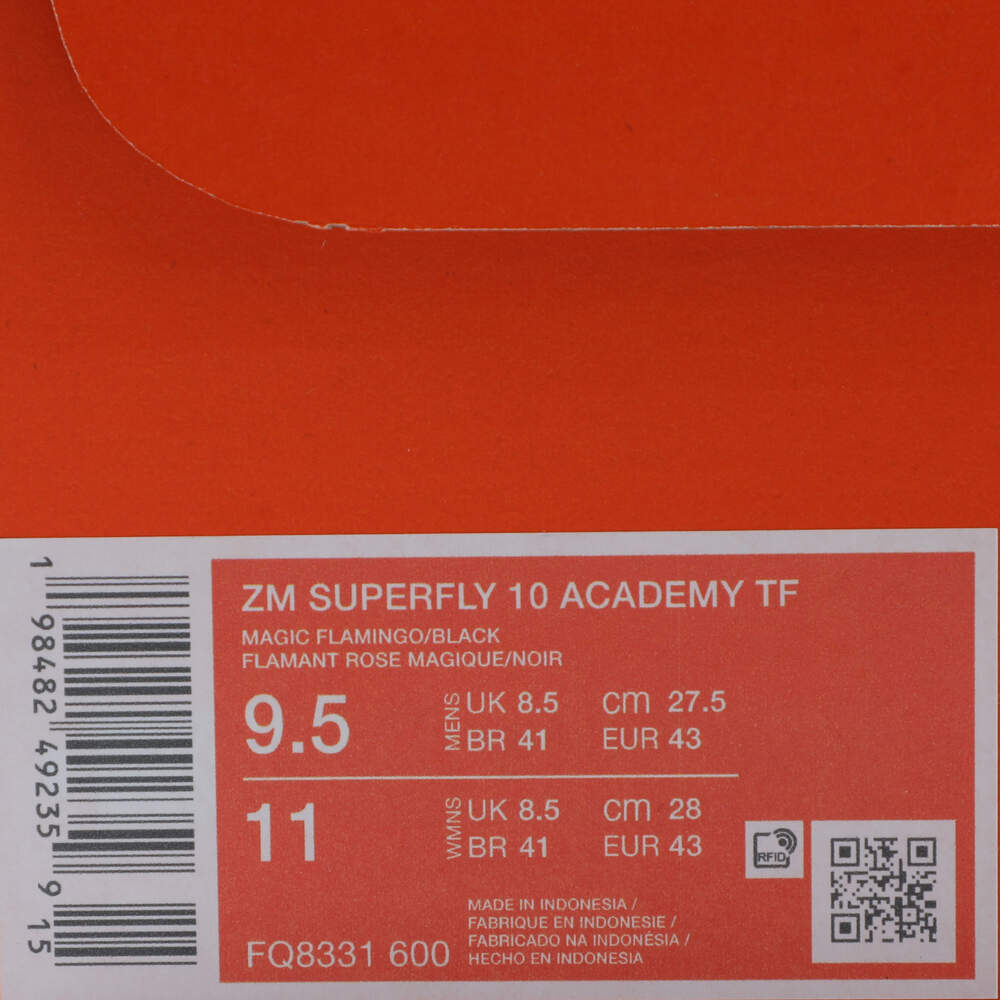 1 98482 49235 9 15
ZM SUPERFLY 10 ACADEMY TF
MAGIC FLAMINGO/BLACK
FLAMANT ROSE MAGIQUE/NOIR
9.5 MENS UK 8.5 cm 27.5
BR 41 EUR 43
11 WMNS UK 8.5 cm 28
BR 41 EUR 43
RFID
MADE IN INDONESIA /
FABRIQUE EN INDONESIE /
FABRICADO NA INDONÉSIA /
HECHO EN INDONESIA
FQ8331 600